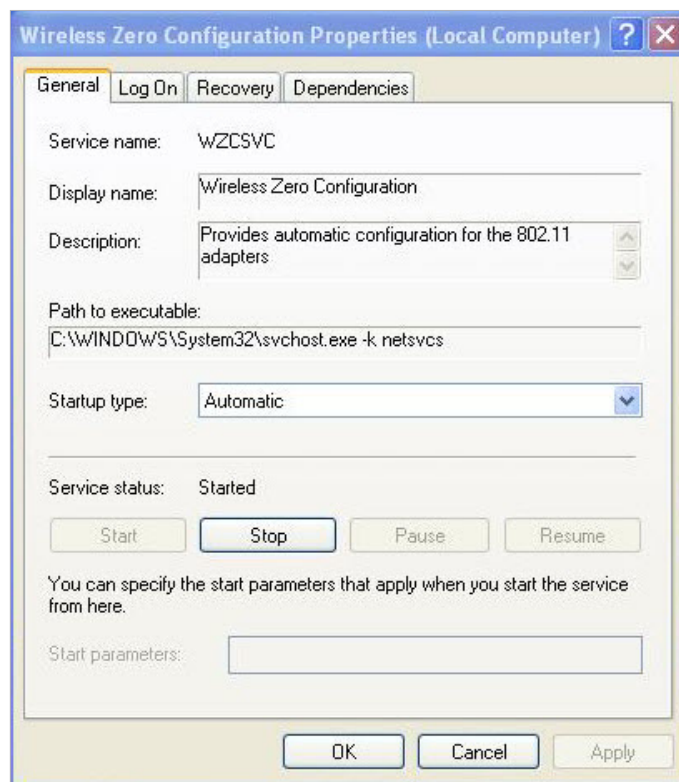 Wireless Zero Configuration Properties (Local Computer)
General Log On Recovery Dependencies
Service name: WZCSVC
Display name: Wireless Zero Configuration
Description: Provides automatic configuration for the 802.11
adapters
Path to executable:
C:\WINDOWS\System32\svchost.exe -k netsvcs
Startup type: Automatic
Service status: Started
Start Stop Pause Resume
You can specify the start parameters that apply when you start the service
from here.
Start parameters:
OK Cancel Apply